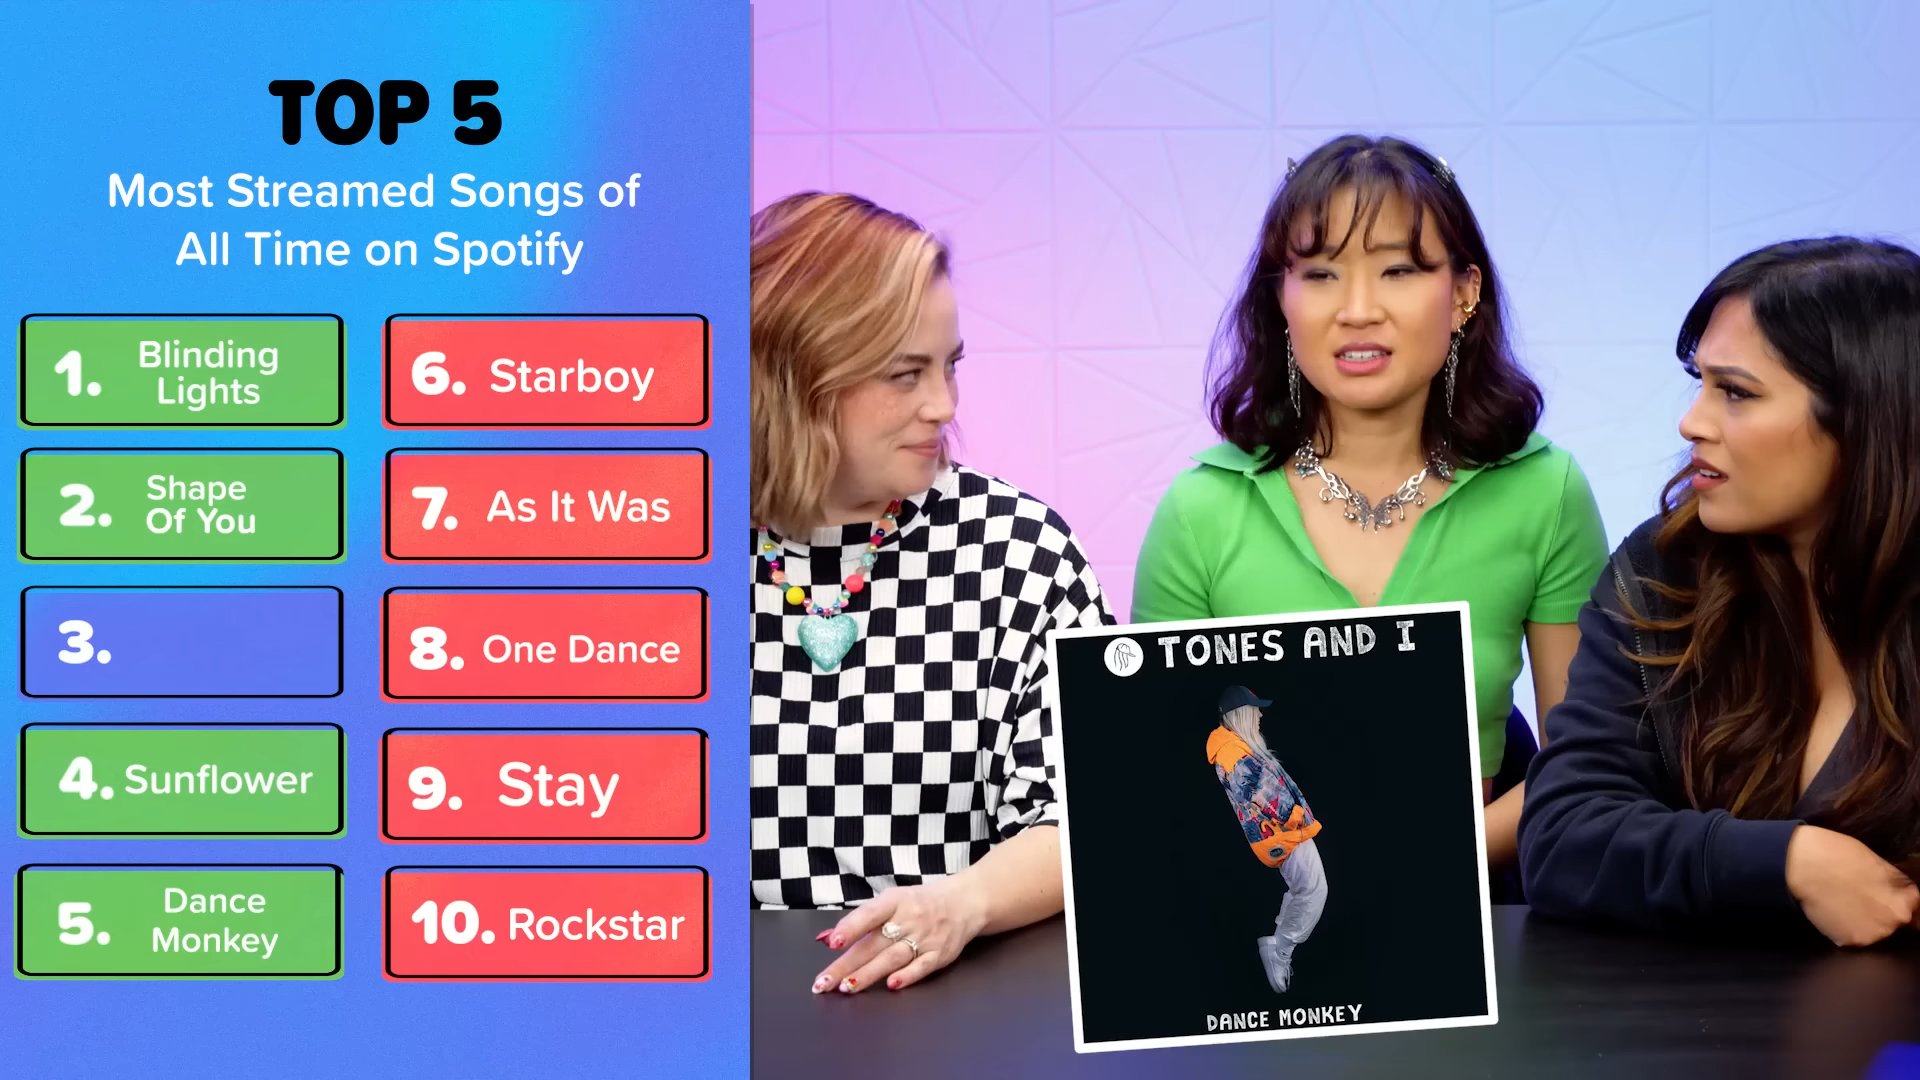 TOP 5
Most Streamed Songs of
All Time on Spotify
1. Blinding
Lights
2. Shape
Of You
3.
4. Sunflower
5. Dance
Monkey
6. Starboy
7. As It Was
8. One Dance
9. Stay
10. Rockstar
TONES AND I
DANCE MONKEY